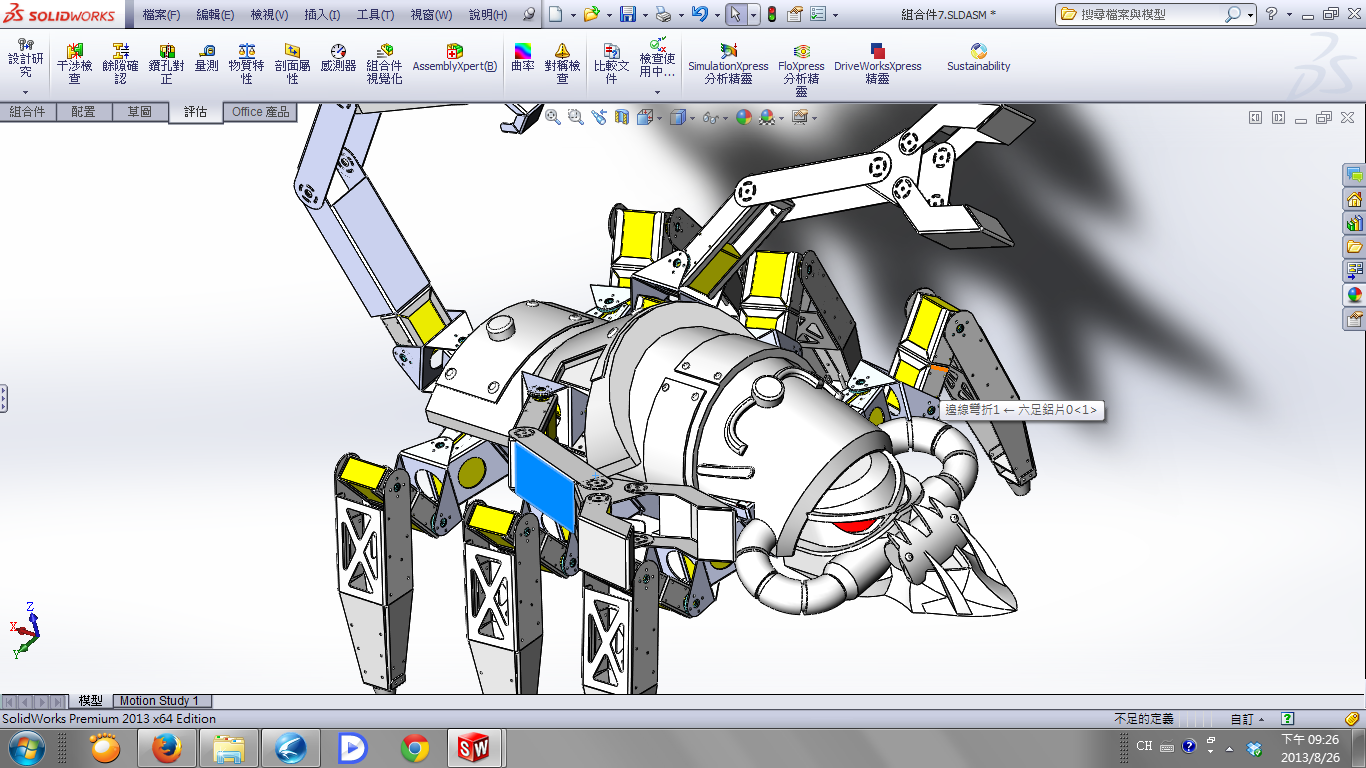 SOLIDWORKS 檔案(F) 編輯(E) 檢視(V) 插入(I) 工具(T) 視窗(W) 說明(H) 組合件7.SLDASM * 搜尋檔案與模型
設計研究
干涉檢查
餘隙確認
鑽孔對正
量測
物質特性
剖面屬性
感測器
組合件視覺化
AssemblyXpert(B)
曲率
對稱檢查
比較文件
檢查使用中...
SimulationXpress 分析精靈
FloXpress 分析精靈
DriveWorksXpress 精靈
Sustainability
組合件 配置 草圖 評估 Office 產品
邊線彎折1 ← 六足鋁片0<1>
Z
X
Y
模型 Motion Study 1
SolidWorks Premium 2013 x64 Edition 不足的定義 自訂
CH 下午 09:26
2013/8/26